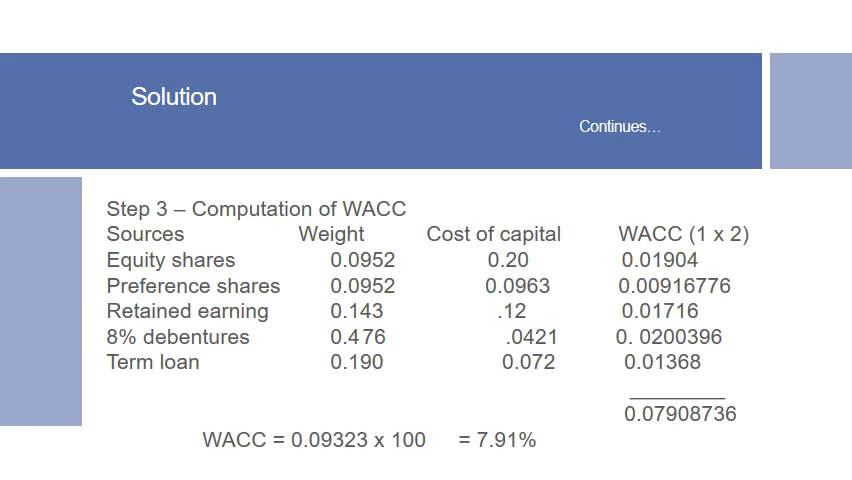 Solution
Continues…
Step 3 – Computation of WACC
Sources Weight Cost of capital WACC (1 x 2)
Equity shares 0.0952 0.20 0.01904
Preference shares 0.0952 0.0963 0.00916776
Retained earning 0.143 .12 0.01716
8% debentures 0.476 .0421 0. 0200396
Term loan 0.190 0.072 0.01368
0.07908736
WACC = 0.09323 x 100 = 7.91%